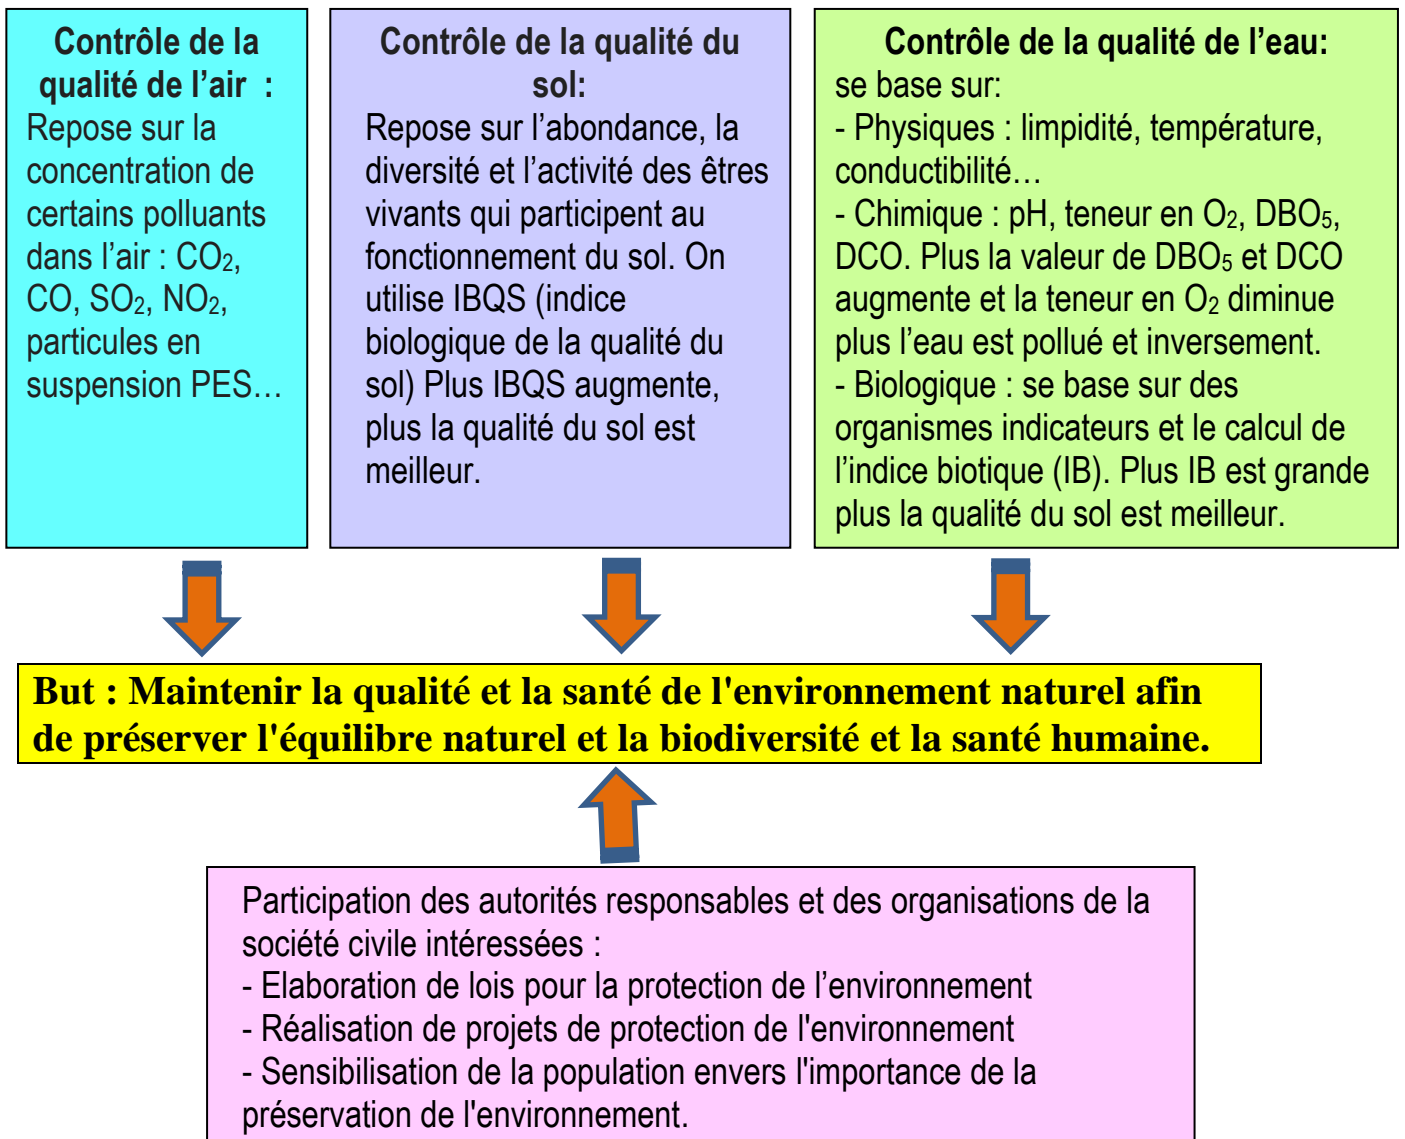 Contrôle de la
qualité de l’air :
Repose sur la
concentration de
certains polluants
dans l’air : CO₂,
CO, SO₂, NO₂,
particules en
suspension PES…
Contrôle de la qualité du
sol:
Repose sur l’abondance, la
diversité et l’activité des êtres
vivants qui participent au
fonctionnement du sol. On
utilise IBQS (indice
biologique de la qualité du
sol) Plus IBQS augmente,
plus la qualité du sol est
meilleur.
Contrôle de la qualité de l’eau:
se base sur:
- Physiques : limpidité, température,
conductibilité…
- Chimique : pH, teneur en O₂, DBO₅,
DCO. Plus la valeur de DBO₅ et DCO
augmente et la teneur en O₂ diminue
plus l’eau est pollué et inversement.
- Biologique : se base sur des
organismes indicateurs et le calcul de
l’indice biotique (IB). Plus IB est grande
plus la qualité du sol est meilleur.
But : Maintenir la qualité et la santé de l'environnement naturel afin
de préserver l'équilibre naturel et la biodiversité et la santé humaine.
Participation des autorités responsables et des organisations de la
société civile intéressées :
- Elaboration de lois pour la protection de l’environnement
- Réalisation de projets de protection de l'environnement
- Sensibilisation de la population envers l'importance de la
préservation de l'environnement.